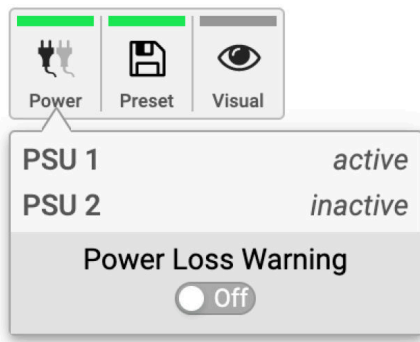 Power Preset Visual
PSU 1 active
PSU 2 inactive
Power Loss Warning
Off